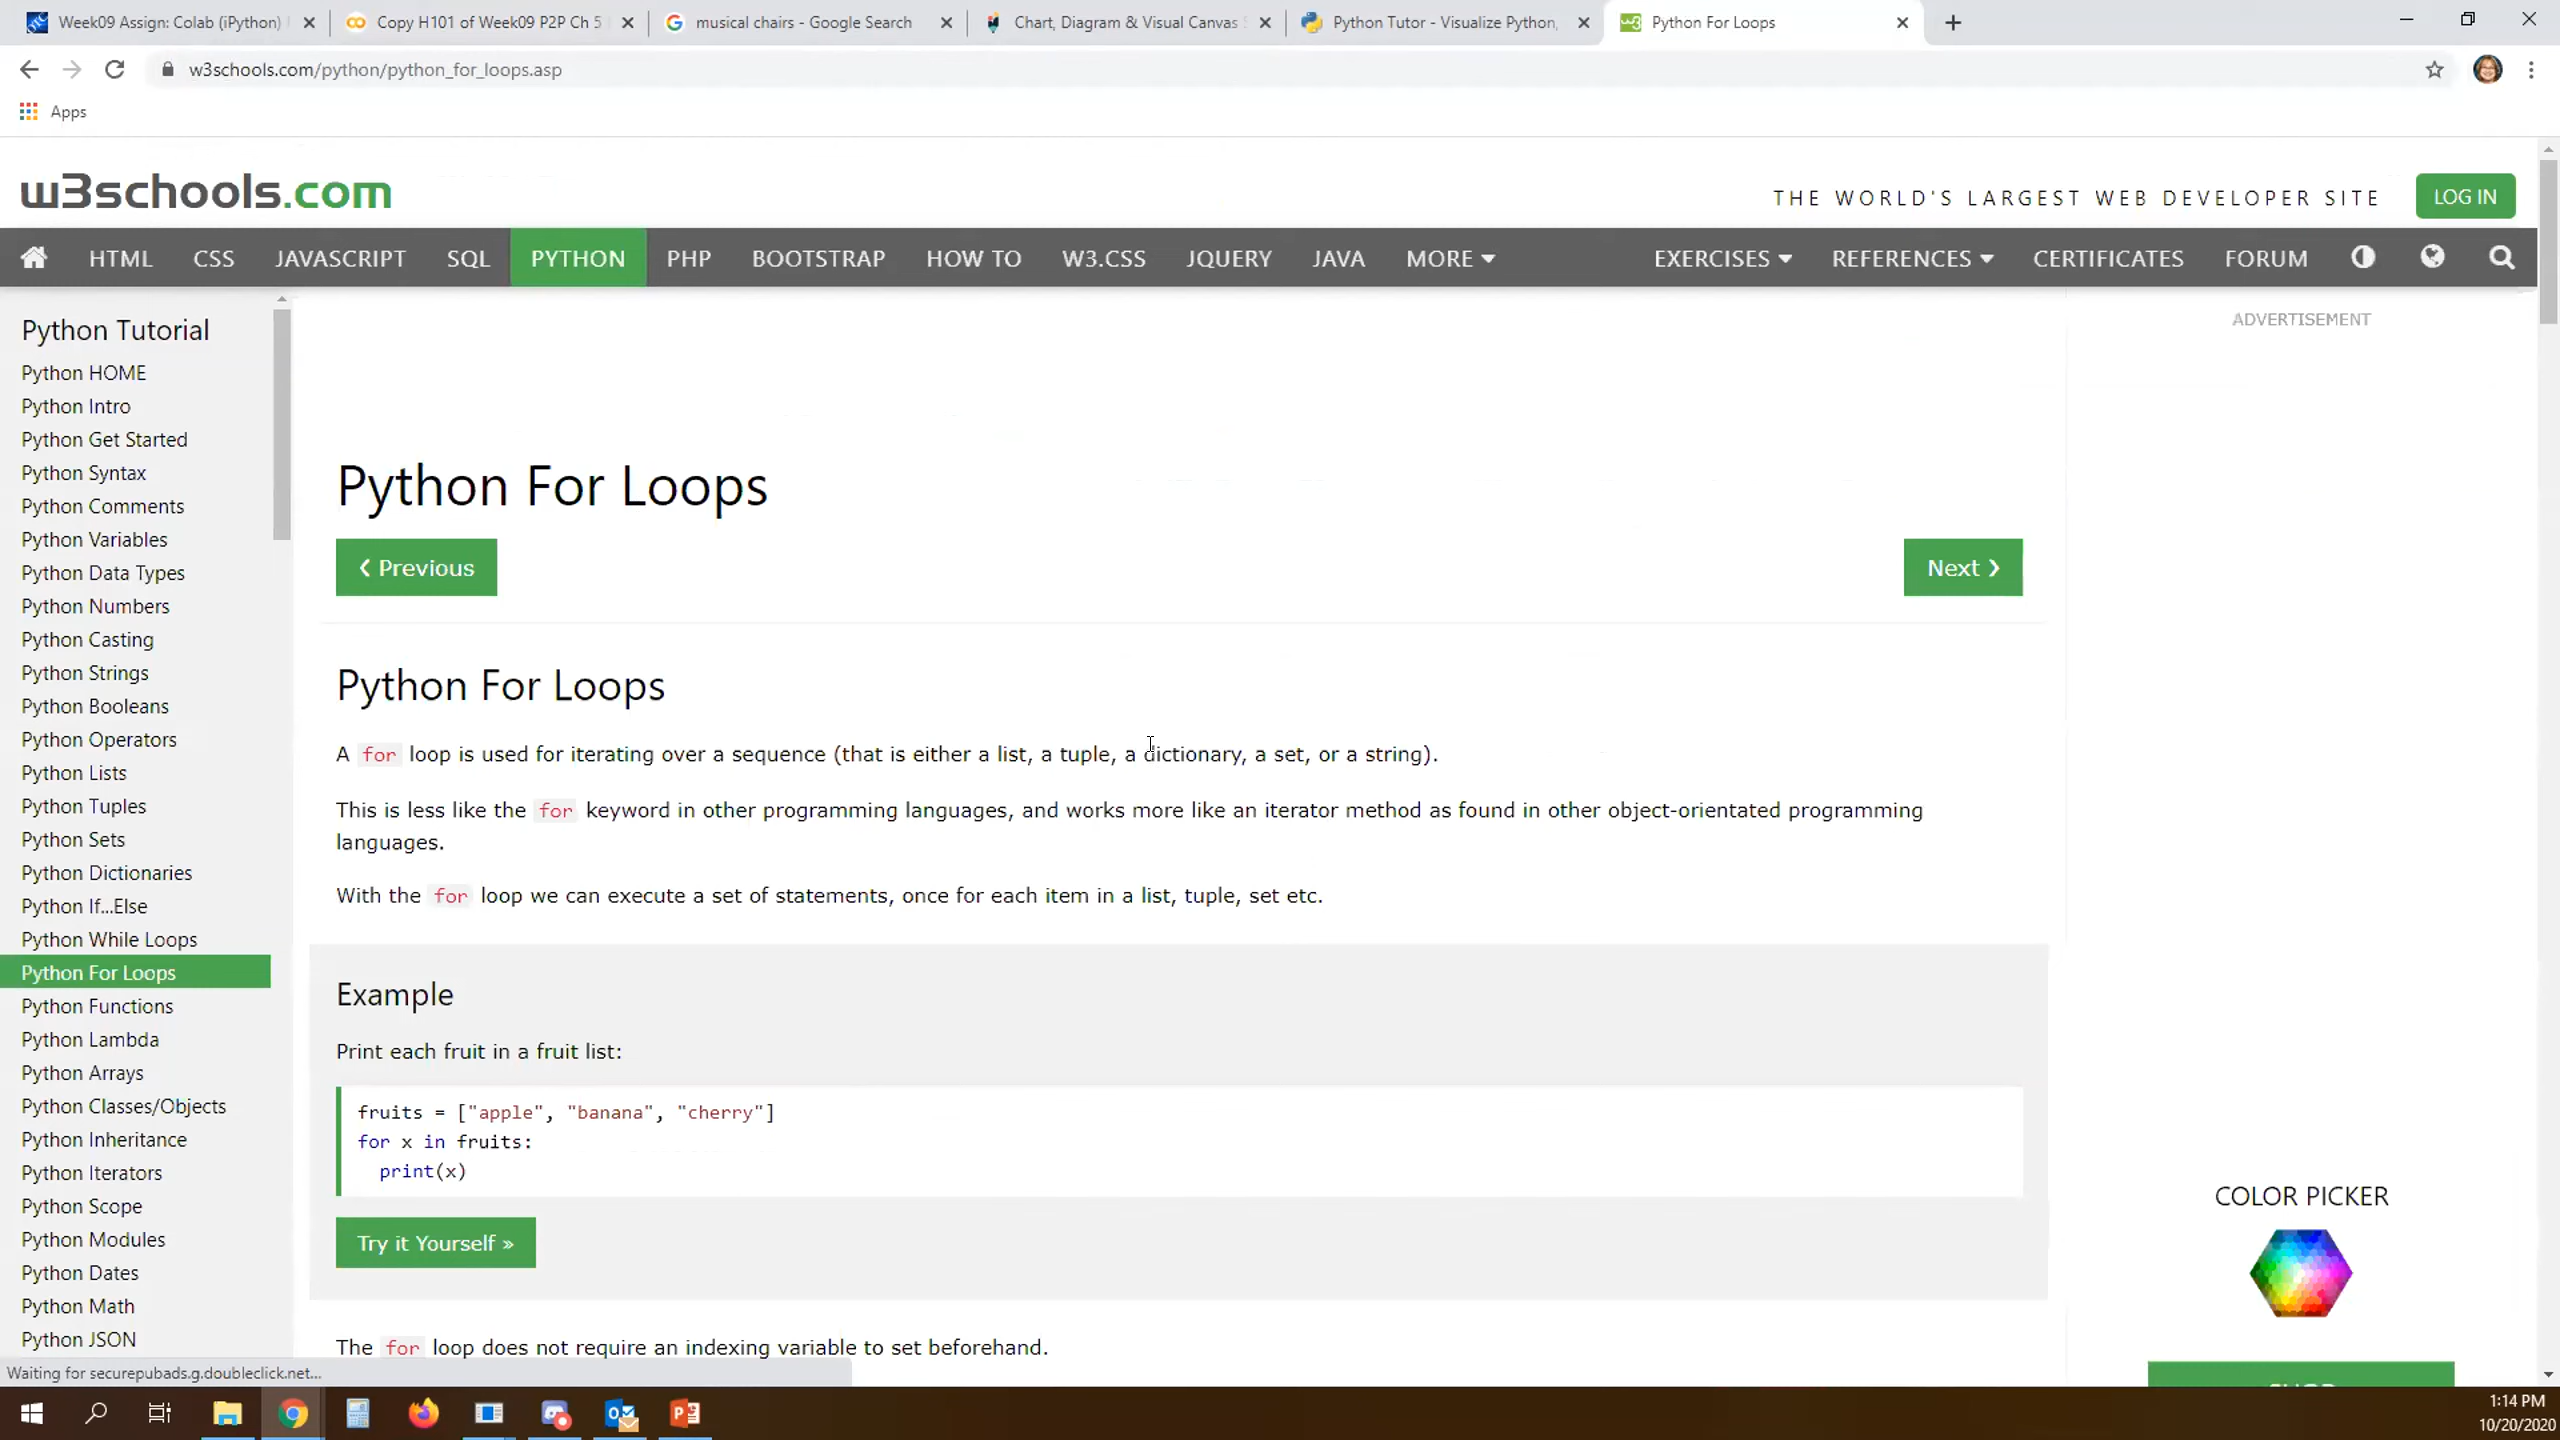 Week09 Assign: Colab (iPython)
Copy H101 of Week09 P2P Ch 5
musical chairs - Google Search
Chart, Diagram & Visual Canvas
Python Tutor - Visualize Python,
Python For Loops
w3schools.com/python/python_for_loops.asp
Apps
w3schools.com
THE WORLD'S LARGEST WEB DEVELOPER SITE
LOG IN
HTML CSS JAVASCRIPT SQL PYTHON PHP BOOTSTRAP HOW TO W3.CSS JQUERY JAVA MORE EXERCISES REFERENCES CERTIFICATES FORUM
Python Tutorial
Python HOME
Python Intro
Python Get Started
Python Syntax
Python Comments
Python Variables
Python Data Types
Python Numbers
Python Casting
Python Strings
Python Booleans
Python Operators
Python Lists
Python Tuples
Python Sets
Python Dictionaries
Python If...Else
Python While Loops
Python For Loops
Python Functions
Python Lambda
Python Arrays
Python Classes/Objects
Python Inheritance
Python Iterators
Python Scope
Python Modules
Python Dates
Python Math
Python JSON
Python For Loops
❮ Previous
Next ❯
Python For Loops
A for loop is used for iterating over a sequence (that is either a list, a tuple, a dictionary, a set, or a string).
This is less like the for keyword in other programming languages, and works more like an iterator method as found in other object-orientated programming
languages.
With the for loop we can execute a set of statements, once for each item in a list, tuple, set etc.
Example
Print each fruit in a fruit list:
fruits = ["apple", "banana", "cherry"]
for x in fruits:
print(x)
Try it Yourself »
The for loop does not require an indexing variable to set beforehand.
ADVERTISEMENT
COLOR PICKER
Waiting for securepubads.g.doubleclick.net...
1:14 PM
10/20/2020